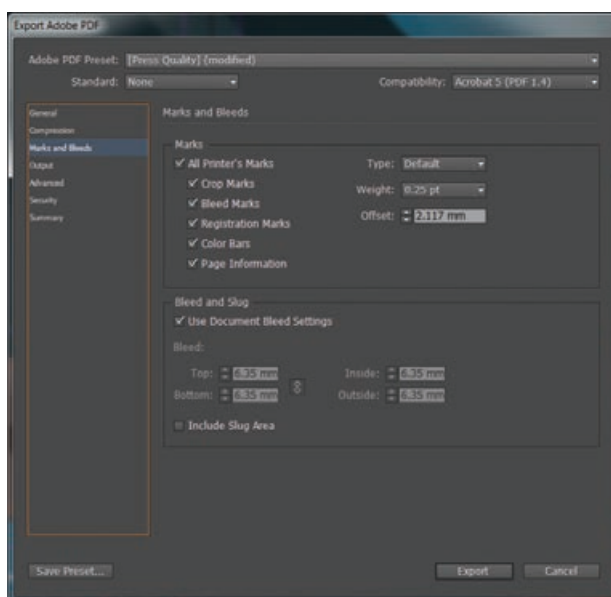 Export Adobe PDF
Adobe PDF Preset: [Press Quality] (modified)
Standard: None Compatibility: Acrobat 5 (PDF 1.4)
General
Compression
Marks and Bleeds
Output
Advanced
Security
Summary
Marks and Bleeds
Marks
All Printer's Marks Type: Default
Crop Marks Weight: 0.25 pt
Bleed Marks Offset: 2.117 mm
Registration Marks
Color Bars
Page Information
Bleed and Slug
Use Document Bleed Settings
Bleed:
Top: 6.35 mm Inside: 6.35 mm
Bottom: 6.35 mm Outside: 6.35 mm
Include Slug Area
Save Preset... Export Cancel